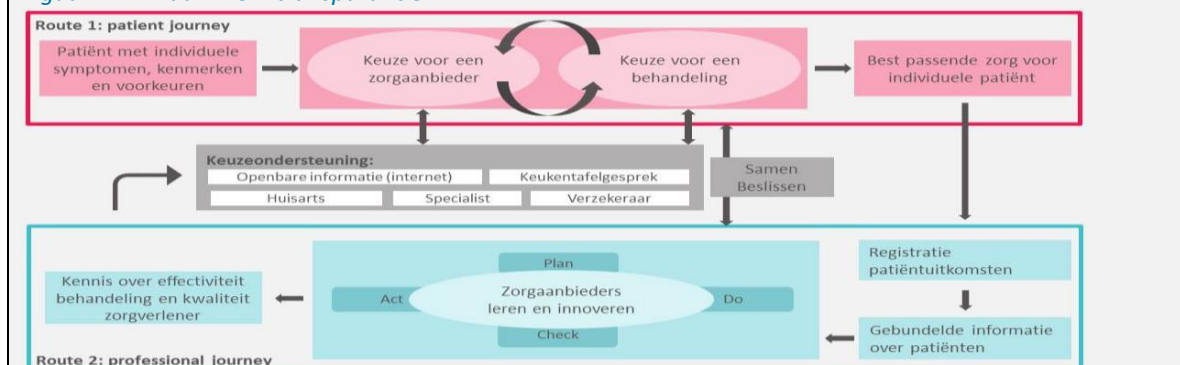 Route 1: patient journey
Patiënt met individuele
symptomen, kenmerken
en voorkeuren
Keuze voor een
zorgaanbieder
Keuze voor een
behandeling
Best passende zorg voor
individuele patiënt
Keuzeondersteuning:
Openbare informatie (internet)
Keukentafelgesprek
Huisarts
Specialist
Verzekeraar
Samen
Beslissen
Kennis over effectiviteit
behandeling en kwaliteit
zorgverlener
Plan
Act
Zorgaanbieders
leren en innoveren
Do
Check
Registratie
patiëntuitkomsten
Gebundelde informatie
over patiënten
Route 2: professional journey